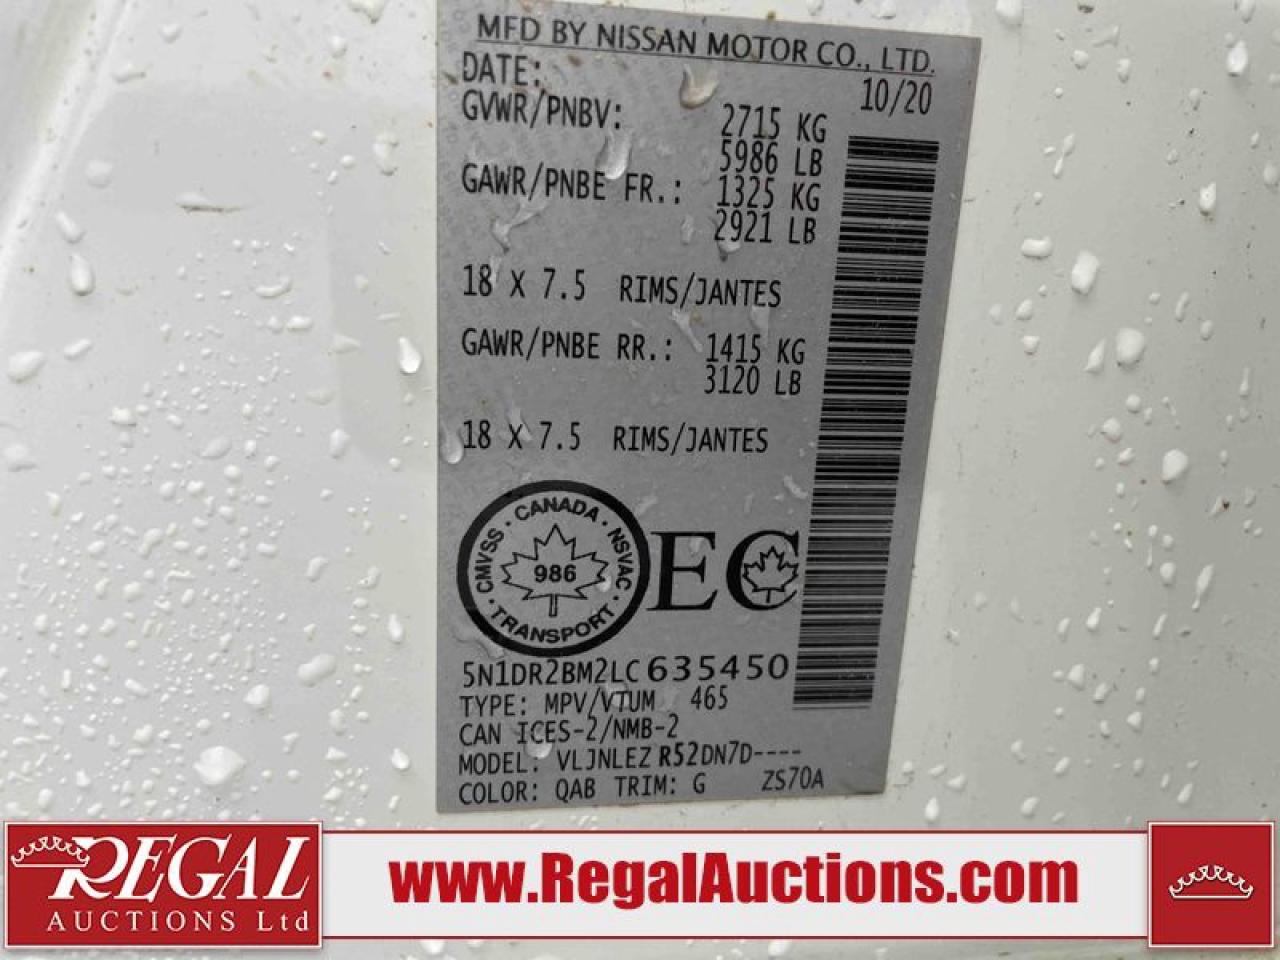 MFD BY NISSAN MOTOR CO., LTD.
DATE: 10/20
GVWR/PNBV: 2715 KG
5986 LB
GAWR/PNBE FR.: 1325 KG
2921 LB
18 X 7.5 RIMS/JANTES
GAWR/PNBE RR.: 1415 KG
3120 LB
18 X 7.5 RIMS/JANTES
CMVSS · CANADA · NSVAC · TRANSPORT ·
986
EC
5N1DR2BM2LC635450
TYPE: MPV/VTUM 465
CAN ICES-2/NMB-2
MODEL: VLJNLEZ R52DN7D----
COLOR: QAB TRIM: G ZS70A
REGAL
AUCTIONS Ltd
www.RegalAuctions.com